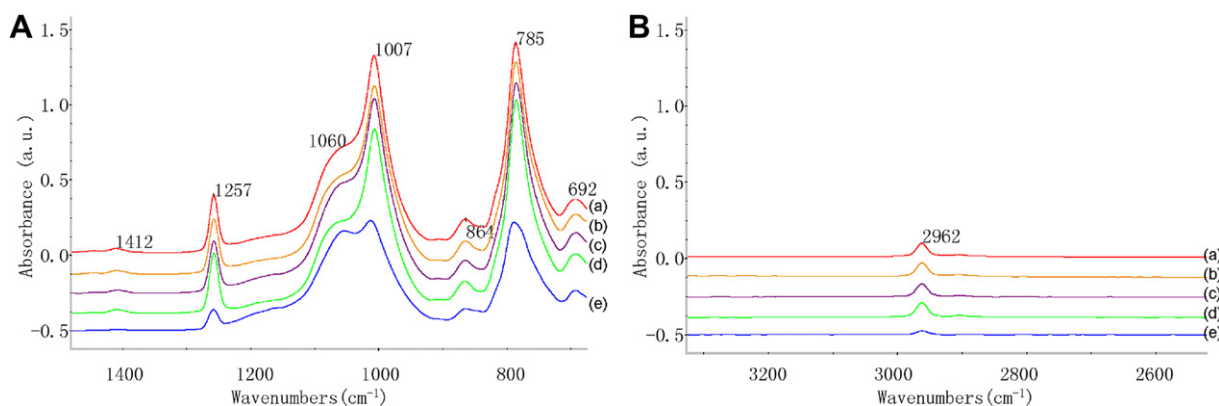 A
1.5
1.0
0.5
0.0
-0.5
Absorbance (a.u.)
1412
1257
1060
1007
864
785
692
(a)
(b)
(c)
(d)
(e)
1400
1200
1000
800
Wavenumbers(cm⁻¹)
B
1.5
1.0
0.5
0.0
-0.5
Absorbance (a.u.)
2962
(a)
(b)
(c)
(d)
(e)
3200
3000
2800
2600
Wavenumbers(cm⁻¹)